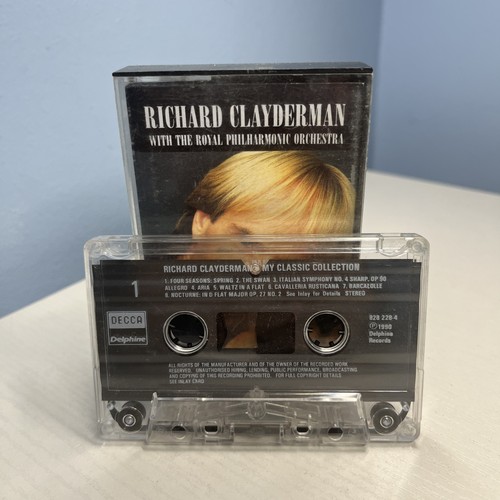 RICHARD CLAYDERMAN
WITH THE ROYAL PHILHARMONIC ORCHESTRA
RICHARD CLAYDERMAN MY CLASSIC COLLECTION
1
1. FOUR SEASONS: SPRING 2. THE SWAN 3. ITALIAN SYMPHONY NO. 4 SHARP, OP 90
ALLEGRI 4. ARIA 5. WALTZ IN A FLAT 6. CAVALLERIA RUSTICANA 7. BARCAROLLE
8. NOCTURNE: IN D FLAT MAJOR OP. 27 NO. 2 See Inlay for Details STEREO
DECCA
Delphine
828 228-4
Ⓟ 1990
Delphine
Records
ALL RIGHTS OF THE MANUFACTURER AND OF THE OWNER OF THE RECORDED WORK
RESERVED. UNAUTHORISED HIRING, LENDING, PUBLIC PERFORMANCE, BROADCASTING
AND COPYING OF THIS RECORDING PROHIBITED. FOR FULL COPYRIGHT DETAILS
SEE INLAY CARD